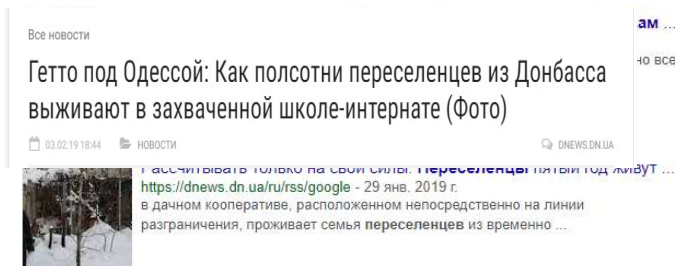 ам ...
Все новости
но все
Гетто под Одессой: Как полсотни переселенцев из Донбасса
выживают в захваченной школе-интернате (Фото)
03.02.19 18:44 НОВОСТИ DNEWS.DN.UA
Рассчитывать только на свои силы. Переселенцы пятый год живут ...
https://dnews.dn.ua/ru/rss/google - 29 янв. 2019 г.
в дачном кооперативе, расположенном непосредственно на линии
разграничения, проживает семья переселенцев из временно ...